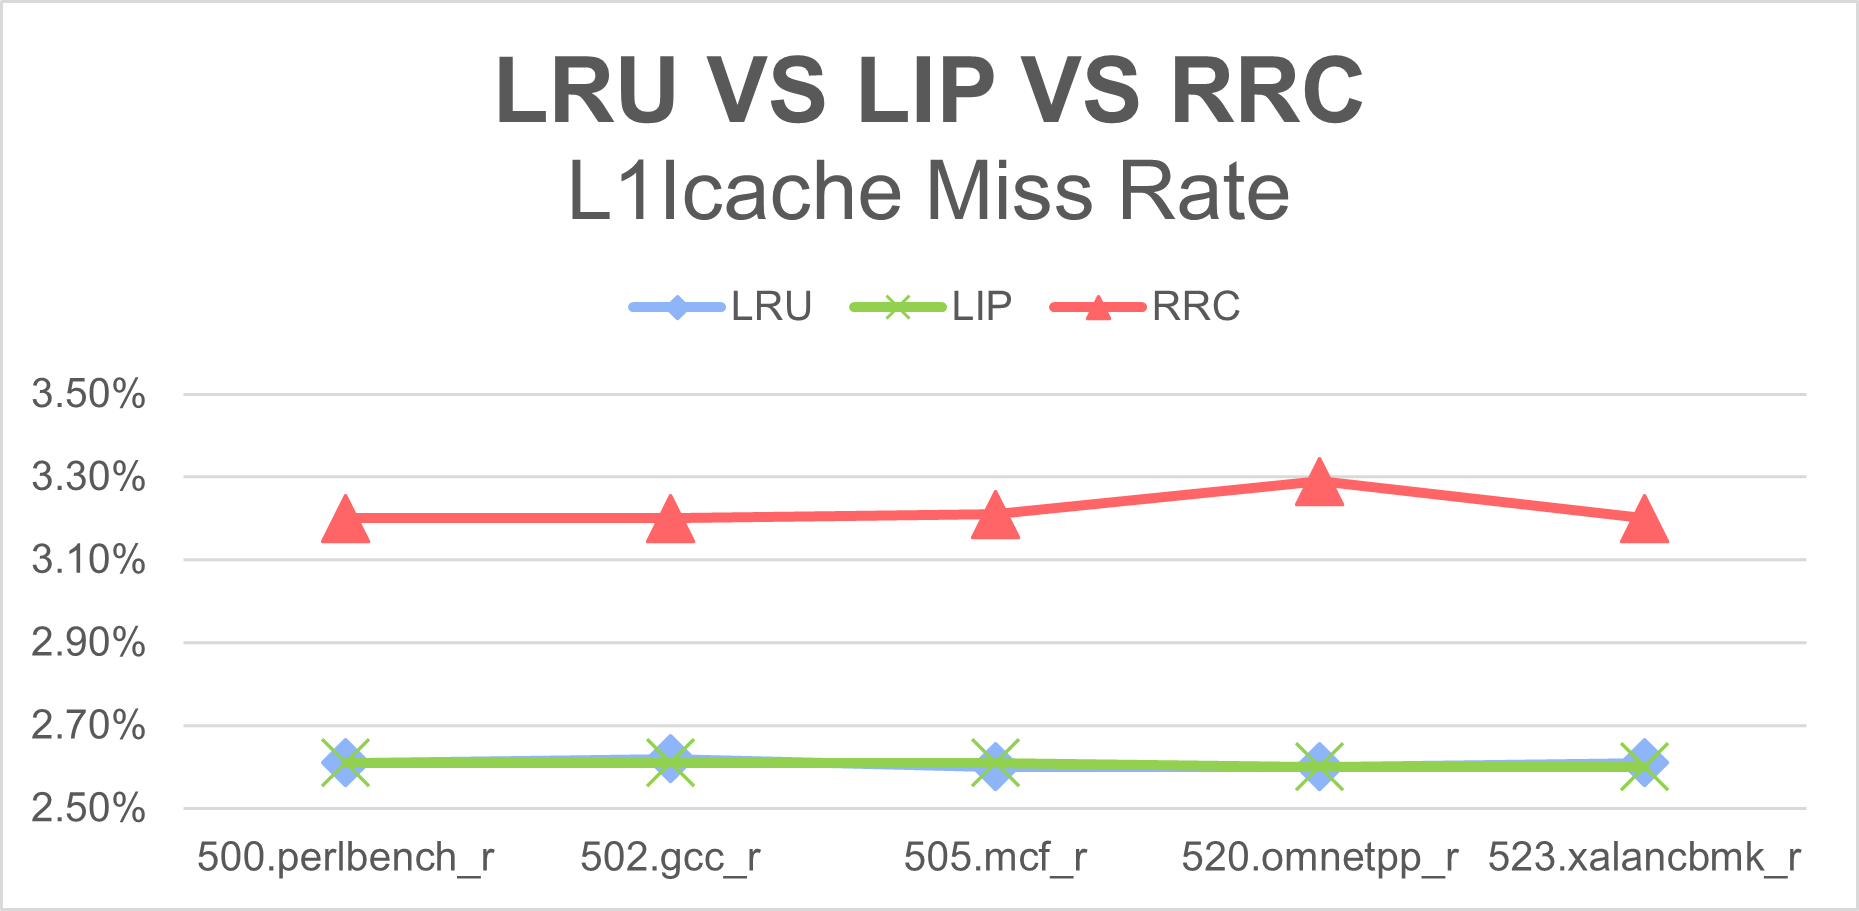 LRU VS LIP VS RRC
L1Icache Miss Rate
LRU LIP RRC
3.50%
3.30%
3.10%
2.90%
2.70%
2.50%
500.perlbench_r 502.gcc_r 505.mcf_r 520.omnetpp_r 523.xalancbmk_r